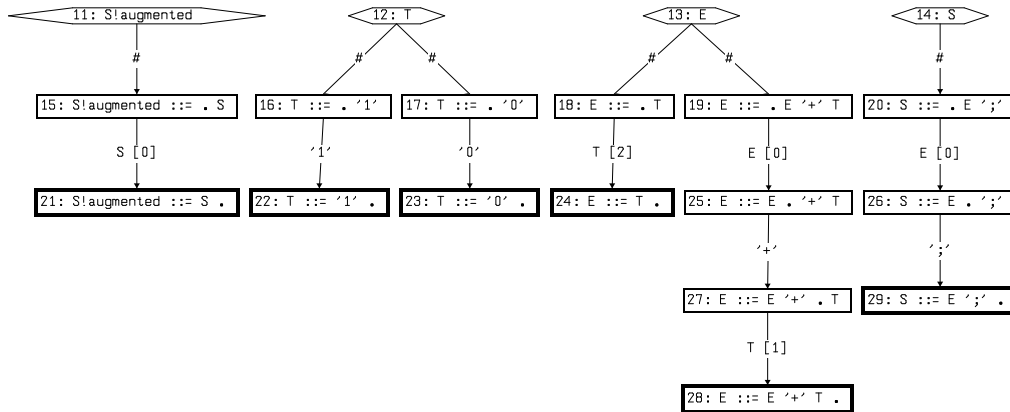 11: S!augmented
12: T
13: E
14: S
#
#
#
#
#
#
15: S!augmented ::= . S
16: T ::= . '1'
17: T ::= . '0'
18: E ::= . T
19: E ::= . E '+' T
20: S ::= . E ';'
S [0]
'1'
'0'
T [2]
E [0]
E [0]
21: S!augmented ::= S .
22: T ::= '1' .
23: T ::= '0' .
24: E ::= T .
25: E ::= E . '+' T
26: S ::= E . ';'
'+'
';'
27: E ::= E '+' . T
29: S ::= E ';' .
T [1]
28: E ::= E '+' T .